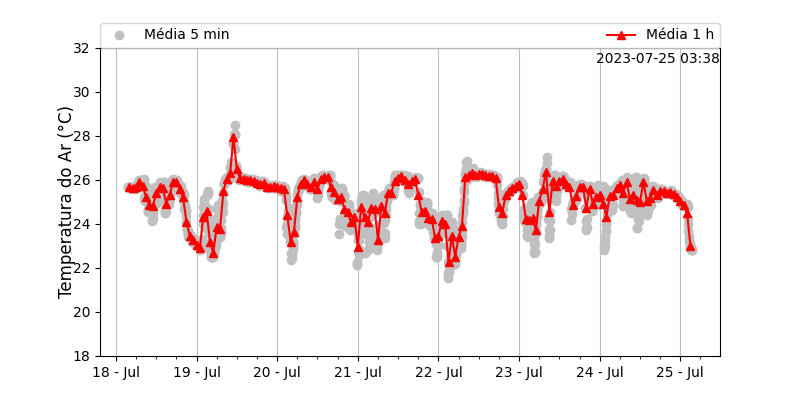 Média 5 min
Média 1 h
2023-07-25 03:38
Temperatura do Ar (°C)
32
30
28
26
24
22
20
18
18 - Jul
19 - Jul
20 - Jul
21 - Jul
22 - Jul
23 - Jul
24 - Jul
25 - Jul